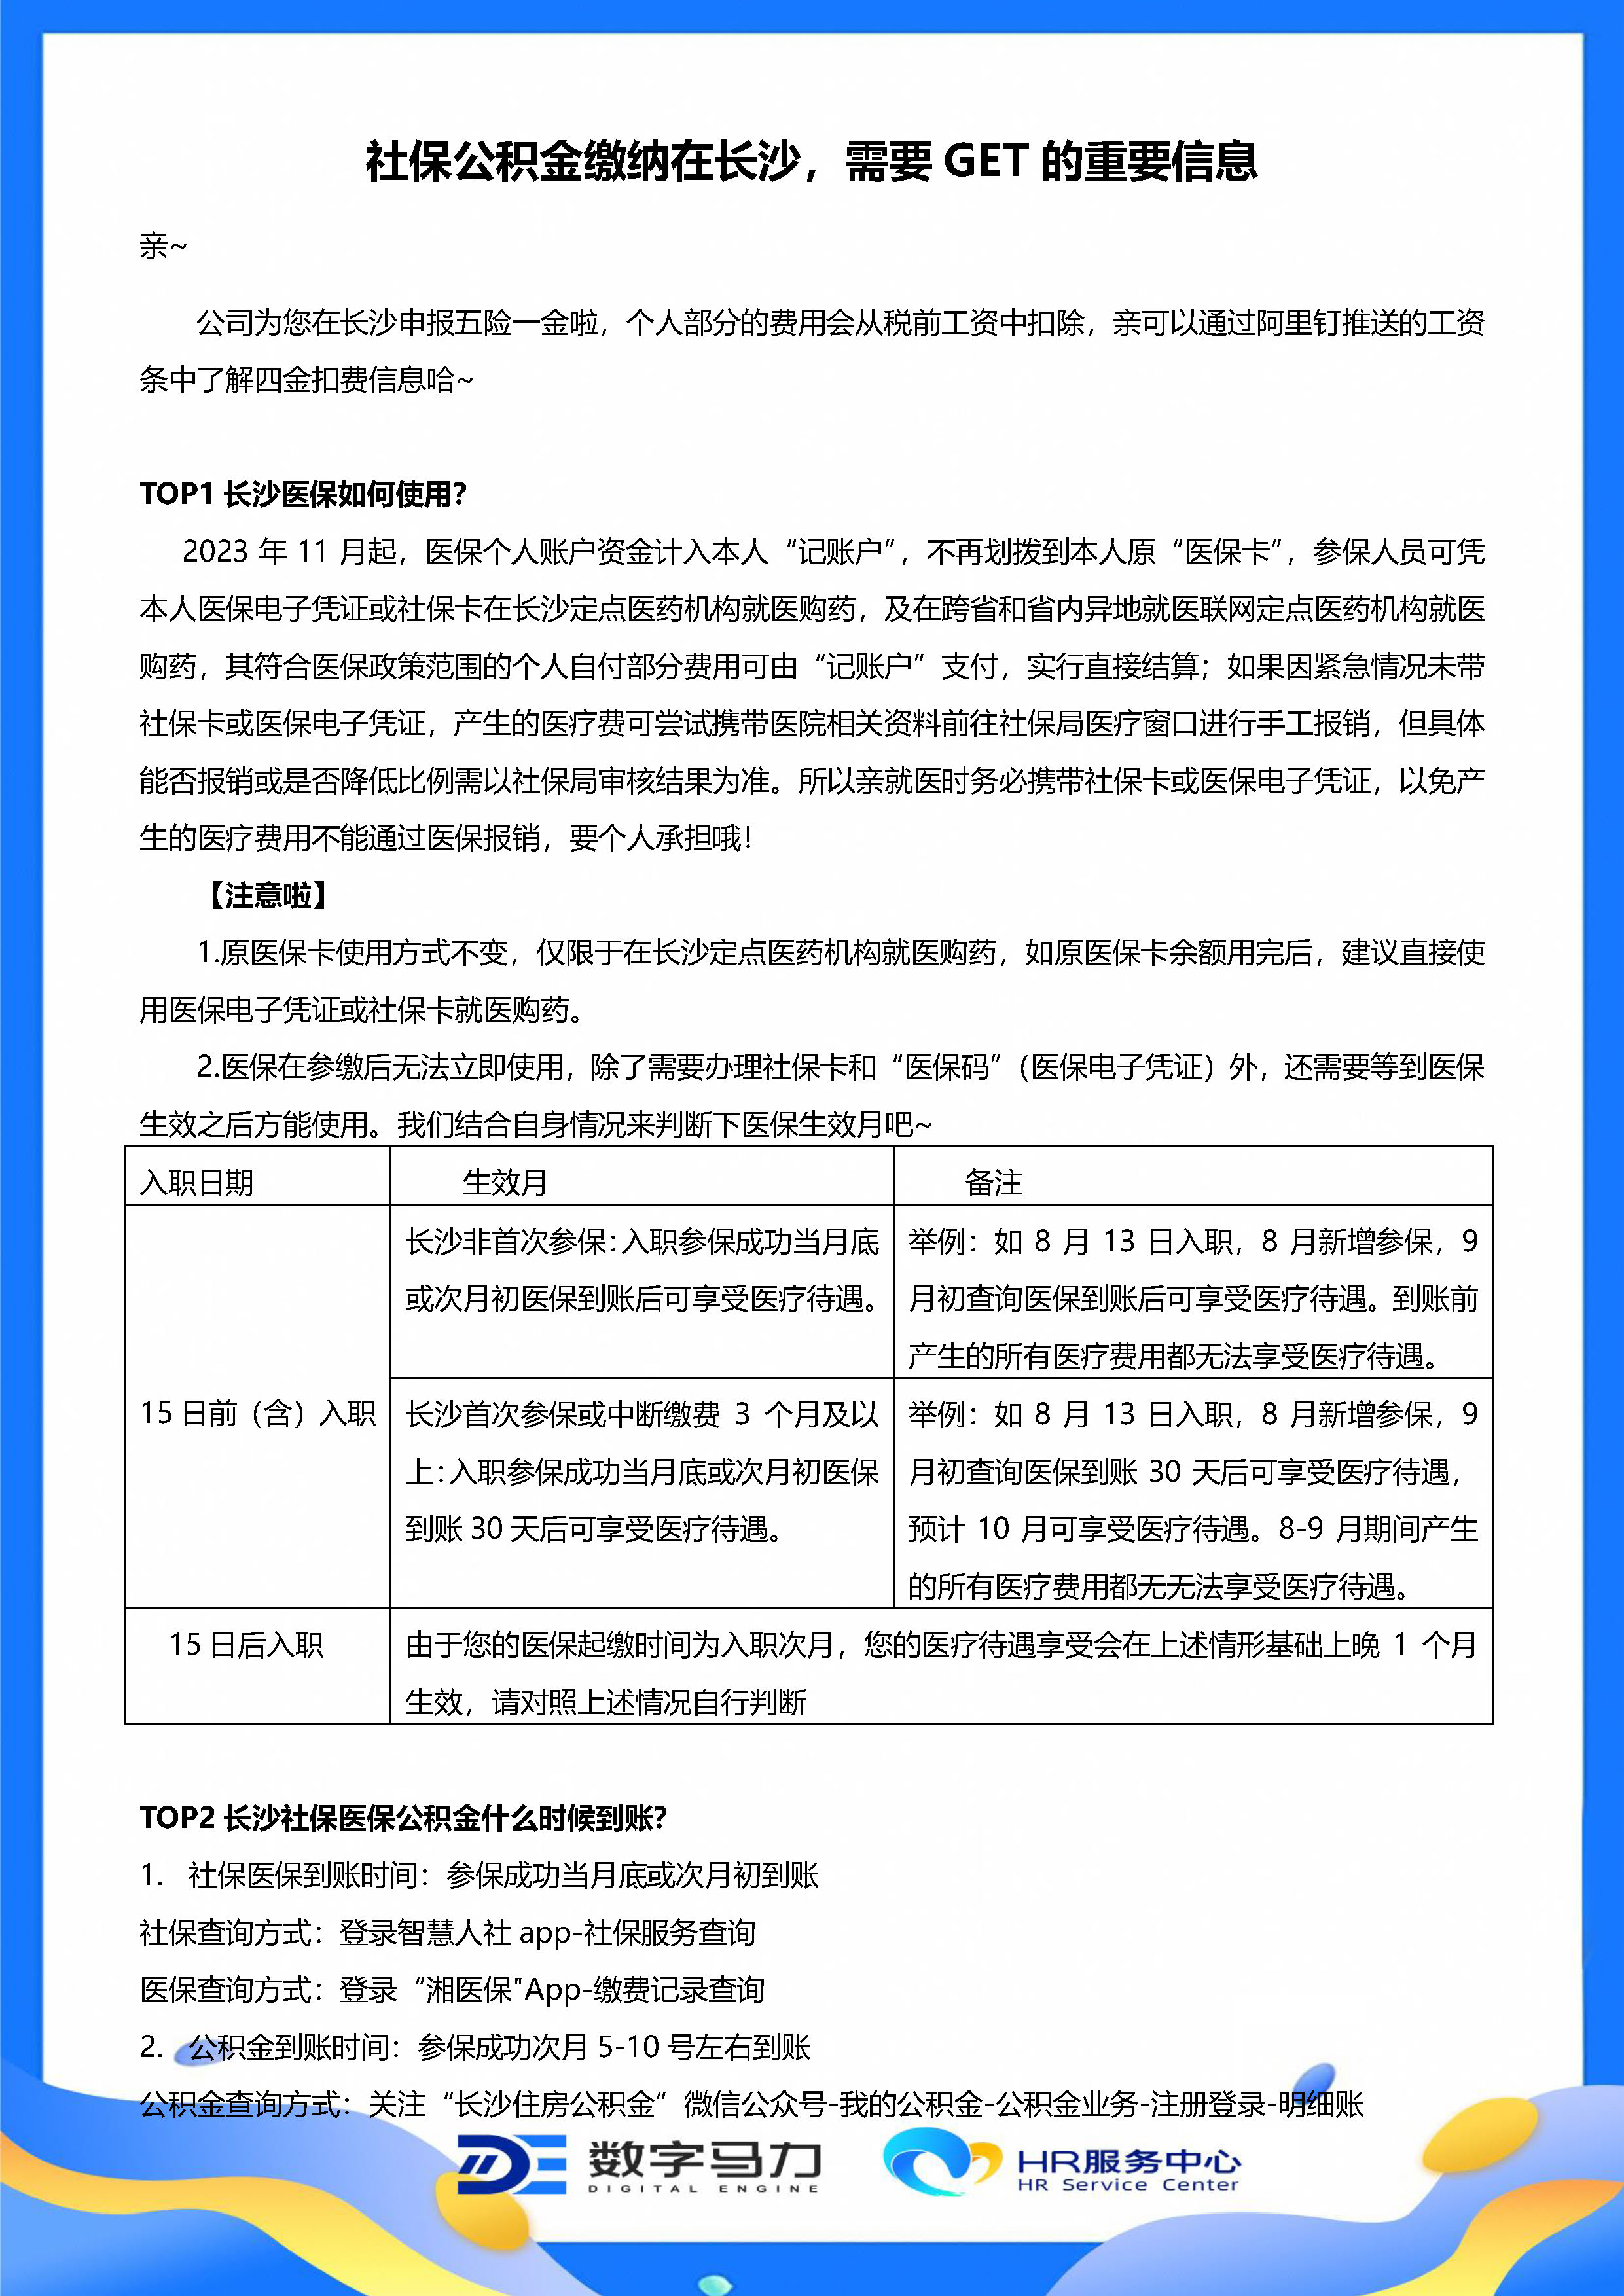 社保公积金缴纳在长沙，需要 GET 的重要信息
亲~
公司为您在长沙申报五险一金啦，个人部分的费用会从税前工资中扣除，亲可以通过阿里钉推送的工资
条中了解四金扣费信息哈~
TOP1 长沙医保如何使用？
2023 年 11 月起，医保个人账户资金计入本人“记账户”，不再划拨到本人原“医保卡”，参保人员可凭
本人医保电子凭证或社保卡在长沙定点医药机构就医购药，及在跨省和省内异地就医联网定点医药机构就医
购药，其符合医保政策范围的个人自付部分费用可由“记账户”支付，实行直接结算；如果因紧急情况未带
社保卡或医保电子凭证，产生的医疗费可尝试携带医院相关资料前往社保局医疗窗口进行手工报销，但具体
能否报销或是否降低比例需以社保局审核结果为准。所以亲就医时务必携带社保卡或医保电子凭证，以免产
生的医疗费用不能通过医保报销，要个人承担哦！
【注意啦】
1.原医保卡使用方式不变，仅限于在长沙定点医药机构就医购药，如原医保卡余额用完后，建议直接使
用医保电子凭证或社保卡就医购药。
2.医保在参缴后无法立即使用，除了需要办理社保卡和“医保码”（医保电子凭证）外，还需要等到医保
生效之后方能使用。我们结合自身情况来判断下医保生效月吧~
入职日期 生效月 备注
15 日前（含）入职
长沙非首次参保：入职参保成功当月底
或次月初医保到账后可享受医疗待遇。
举例：如 8 月 13 日入职，8 月新增参保，9
月初查询医保到账后可享受医疗待遇。到账前
产生的所有医疗费用都无法享受医疗待遇。
长沙首次参保或中断缴费 3 个月及以
上：入职参保成功当月底或次月初医保
到账 30 天后可享受医疗待遇。
举例：如 8 月 13 日入职，8 月新增参保，9
月初查询医保到账 30 天后可享受医疗待遇，
预计 10 月可享受医疗待遇。8-9 月期间产生
的所有医疗费用都无无法享受医疗待遇。
15 日后入职
由于您的医保起缴时间为入职次月，您的医疗待遇享受会在上述情形基础上晚 1 个月
生效，请对照上述情况自行判断
TOP2 长沙社保医保公积金什么时候到账？
1. 社保医保到账时间：参保成功当月底或次月初到账
社保查询方式：登录智慧人社 app-社保服务查询
医保查询方式：登录“湘医保"App-缴费记录查询
2. 公积金到账时间：参保成功次月 5-10 号左右到账
公积金查询方式：关注“长沙住房公积金”微信公众号-我的公积金-公积金业务-注册登录-明细账
数字马力
DIGITAL ENGINE
HR服务中心
HR Service Center